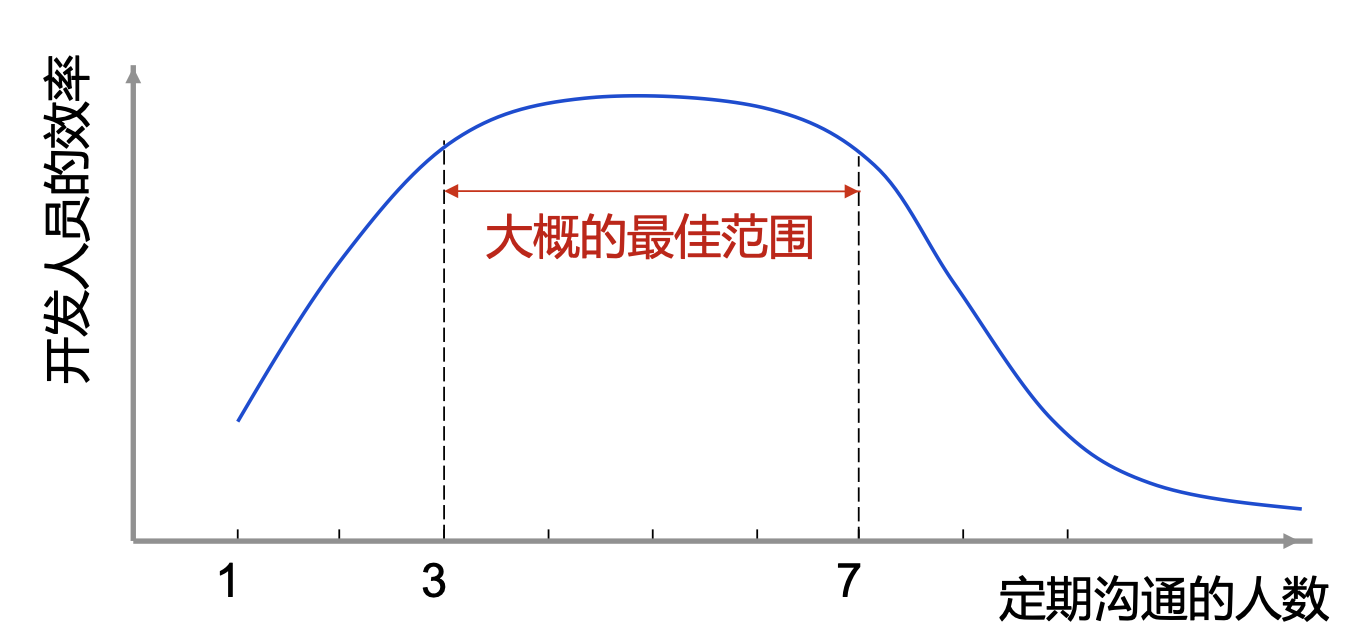 开发人员的效率
大概的最佳范围
1
3
7
定期沟通的人数